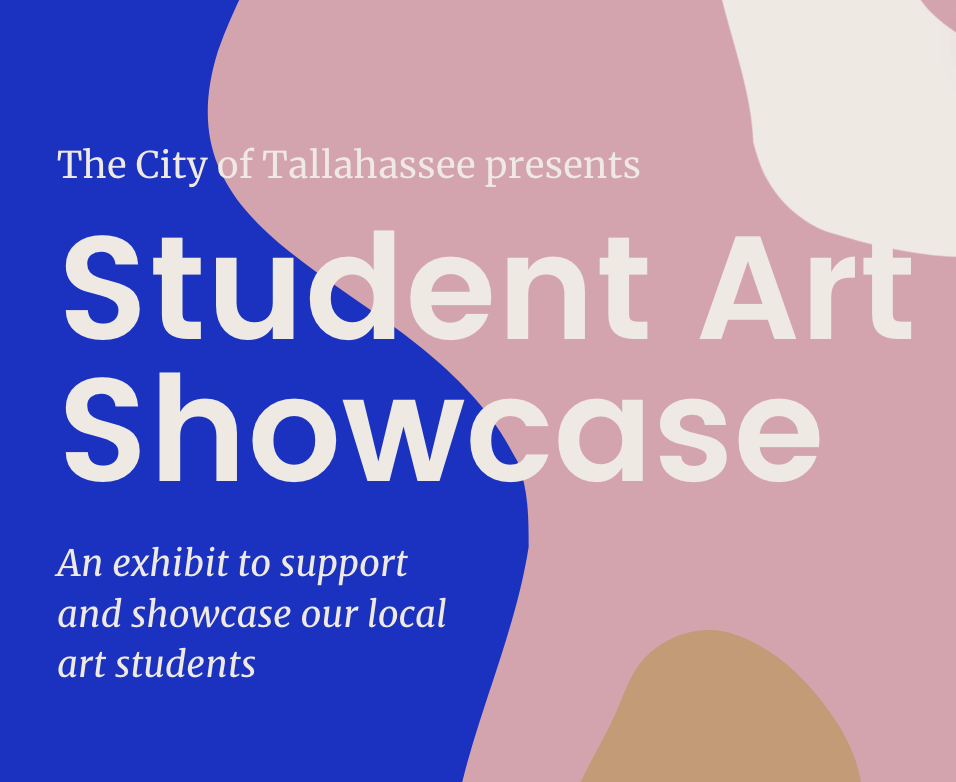 The City of Tallahassee presents
Student Art
Showcase
An exhibit to support
and showcase our local
art students